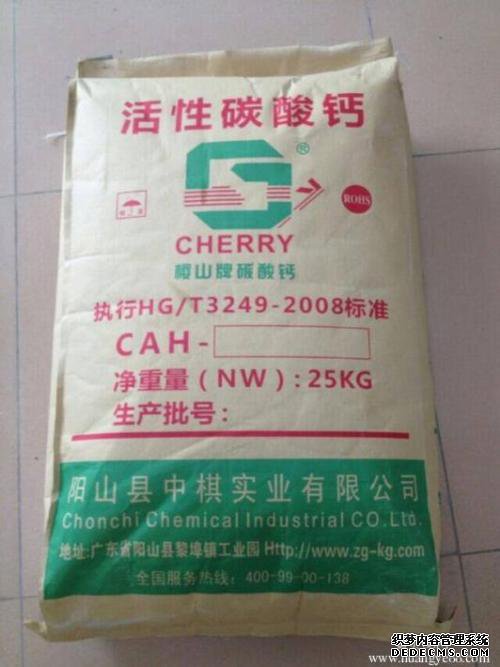 活性碳酸钙
®
ROHS
CHERRY
稷山牌碳酸钙
执行HG/T3249-2008标准
CAH-
净重量（NW）: 25KG
生产批号：
阳山县中棋实业有限公司
Chonchi Chemical Industrial CO.Ltd.
地址:广东省阳山县黎埠镇工业园 Http://www.zg-kg.com
全国服务热线：400-99-00-138
织梦内容管理系统
DEDECMS.COM